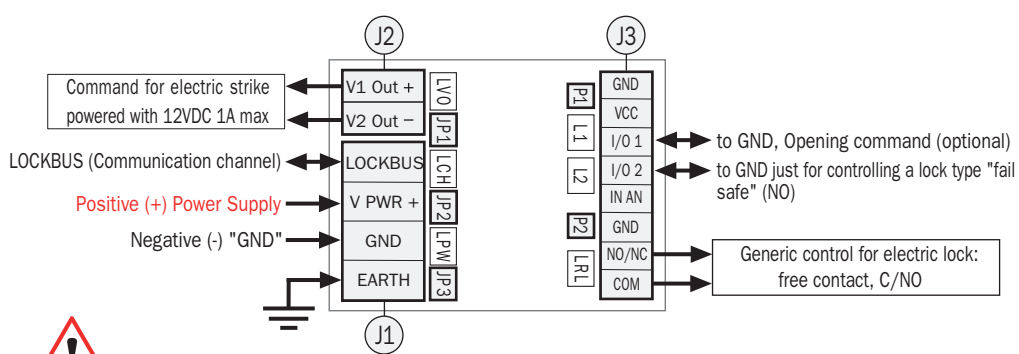 J2
J3
Command for electric strike
powered with 12VDC 1A max
V1 Out +
V2 Out −
LVO
JP1
LOCKBUS (Communication channel)
LOCKBUS
LCH
Positive (+) Power Supply
V PWR +
JP2
Negative (-) "GND"
GND
LPW
EARTH
JP3
J1
P1
L1
L2
P2
LRL
GND
VCC
I/O 1
to GND, Opening command (optional)
I/O 2
to GND just for controlling a lock type "fail
safe" (NO)
IN AN
GND
NO/NC
COM
Generic control for electric lock:
free contact, C/NO
!